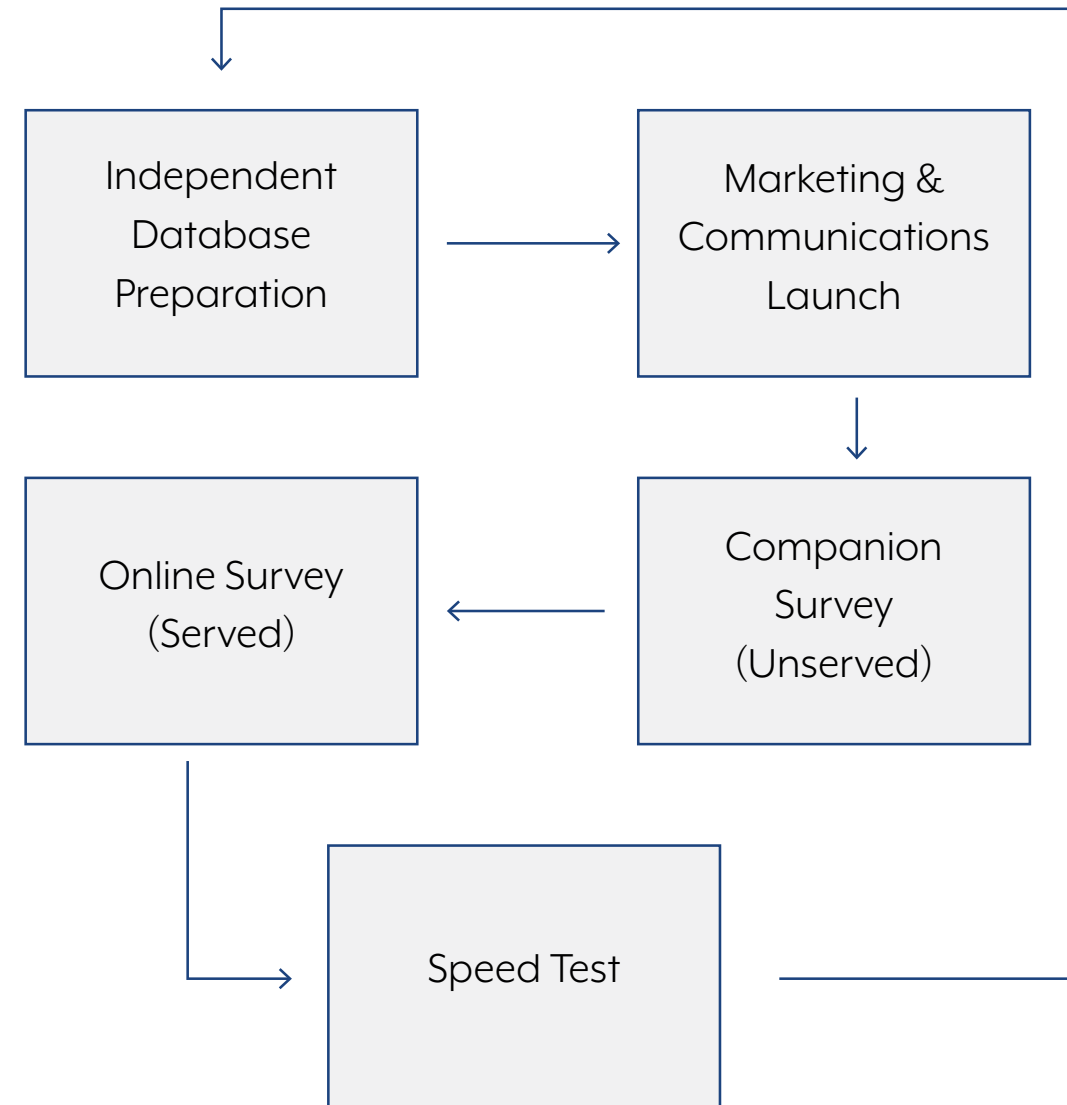 Independent
Database
Preparation
Marketing &
Communications
Launch
Online Survey
(Served)
Companion
Survey
(Unserved)
Speed Test